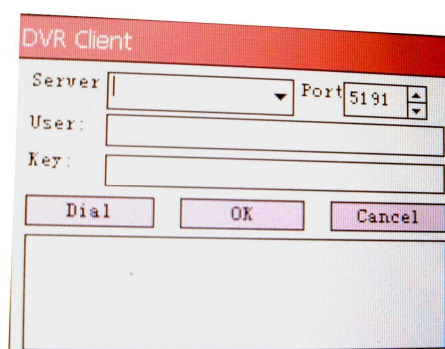 DVR Client
Server Port 5191
User:
Key:
Dial OK Cancel